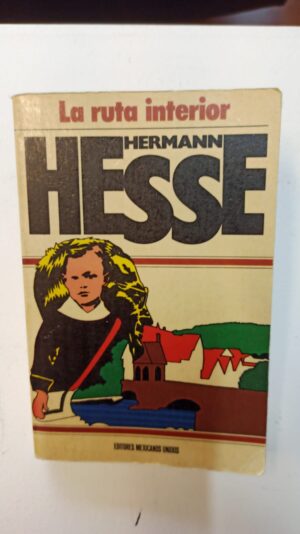 La ruta interior
HERMANN
HESSE
EDITORES MEXICANOS UNIDOS